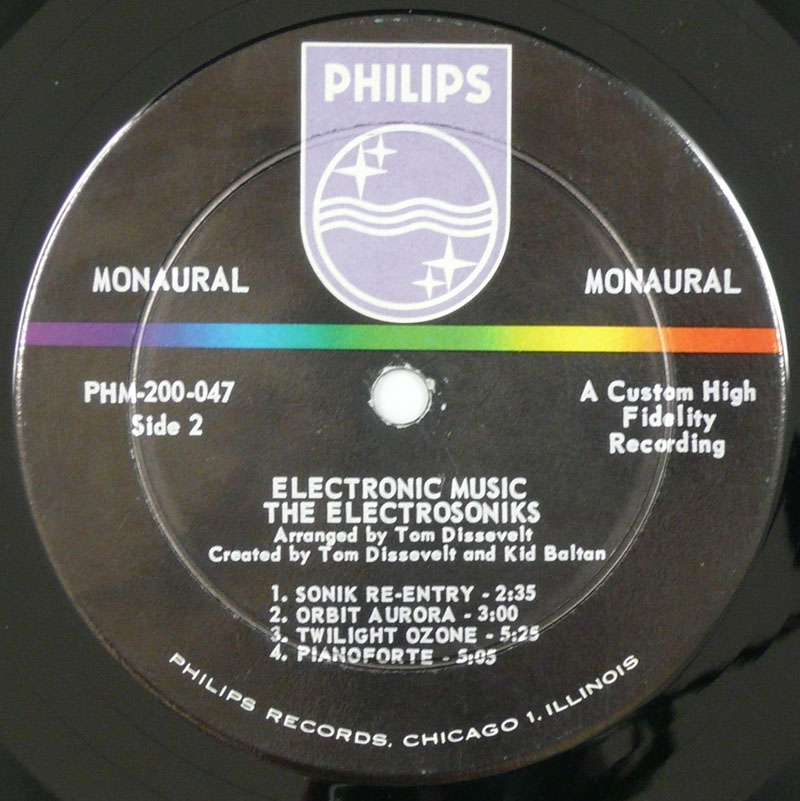 PHILIPS
MONAURAL
MONAURAL
PHM-200-047
Side 2
A Custom High
Fidelity
Recording
ELECTRONIC MUSIC
THE ELECTROSONIKS
Arranged by Tom Dissevelt
Created by Tom Dissevelt and Kid Baltan
1. SONIK RE-ENTRY - 2:35
2. ORBIT AURORA - 3:00
3. TWILIGHT OZONE - 5:25
4. PIANOFORTE - 5:05
PHILIPS RECORDS, CHICAGO 1, ILLINOIS